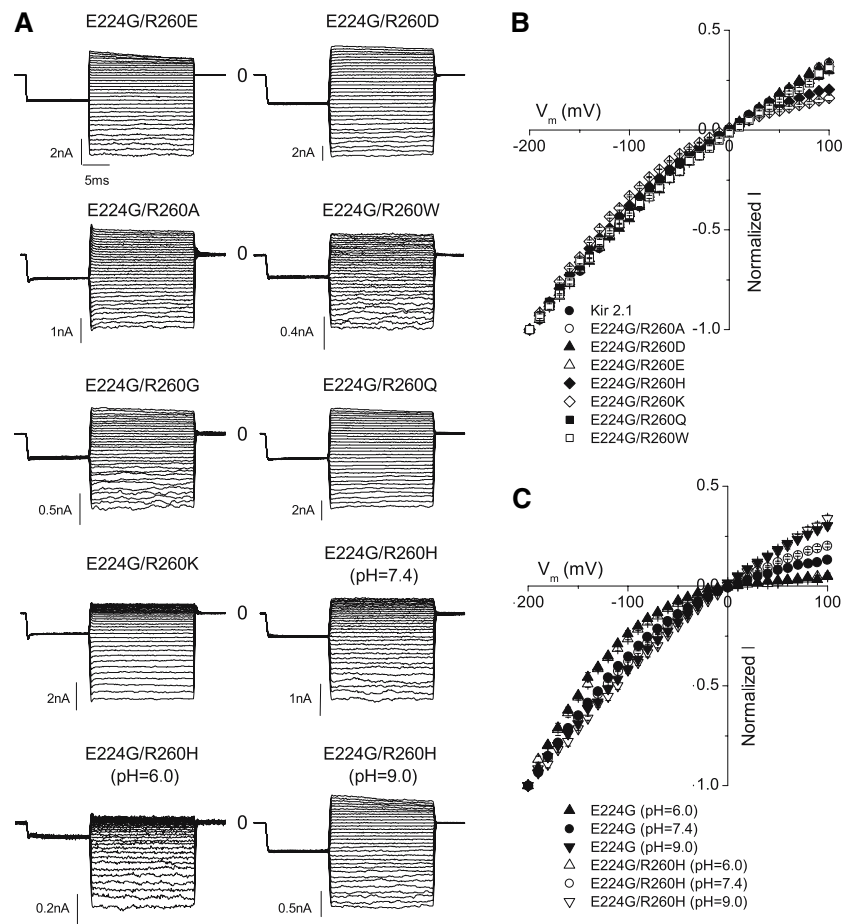 A
E224G/R260E
E224G/R260D
0
2nA
5ms
2nA
E224G/R260A
E224G/R260W
0
1nA
0.4nA
E224G/R260G
E224G/R260Q
0
0.5nA
2nA
E224G/R260K
E224G/R260H
(pH=7.4)
0
2nA
1nA
E224G/R260H
(pH=6.0)
E224G/R260H
(pH=9.0)
0
0.2nA
0.5nA
B
0.5
Vm (mV)
0.0
-200
-100
0
100
-0.5
Normalized I
-1.0
Kir 2.1
E224G/R260A
E224G/R260D
E224G/R260E
E224G/R260H
E224G/R260K
E224G/R260Q
E224G/R260W
C
0.5
Vm (mV)
0.0
-200
-100
0
100
-0.5
Normalized I
-1.0
E224G (pH=6.0)
E224G (pH=7.4)
E224G (pH=9.0)
E224G/R260H (pH=6.0)
E224G/R260H (pH=7.4)
E224G/R260H (pH=9.0)